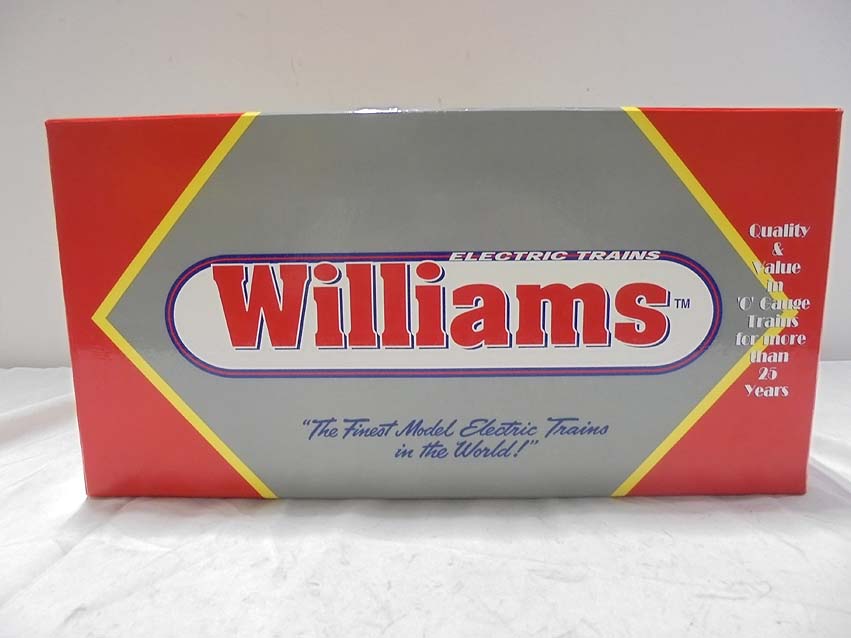 ELECTRIC TRAINS
Williams™
"The Finest Model Electric Trains
in the World!"
Quality
&
Value
in
'O' Gauge
Trains
for more
than
25
Years